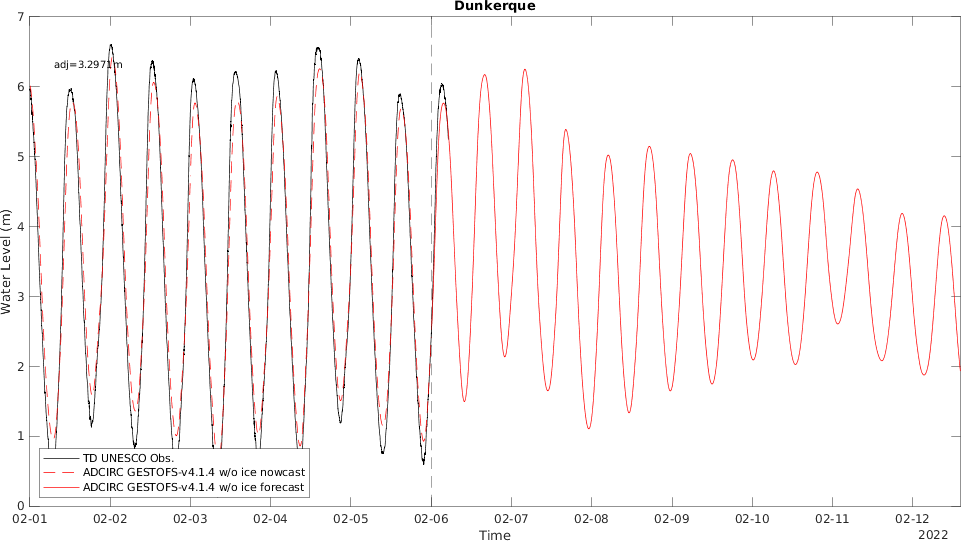 Dunkerque
7
6
5
4
3
2
1
0
Water Level (m)
adj=3.2971 m
TD UNESCO Obs.
ADCIRC GESTOFS-v4.1.4 w/o ice nowcast
ADCIRC GESTOFS-v4.1.4 w/o ice forecast
02-01 02-02 02-03 02-04 02-05 02-06 02-07 02-08 02-09 02-10 02-11 02-12
Time
2022